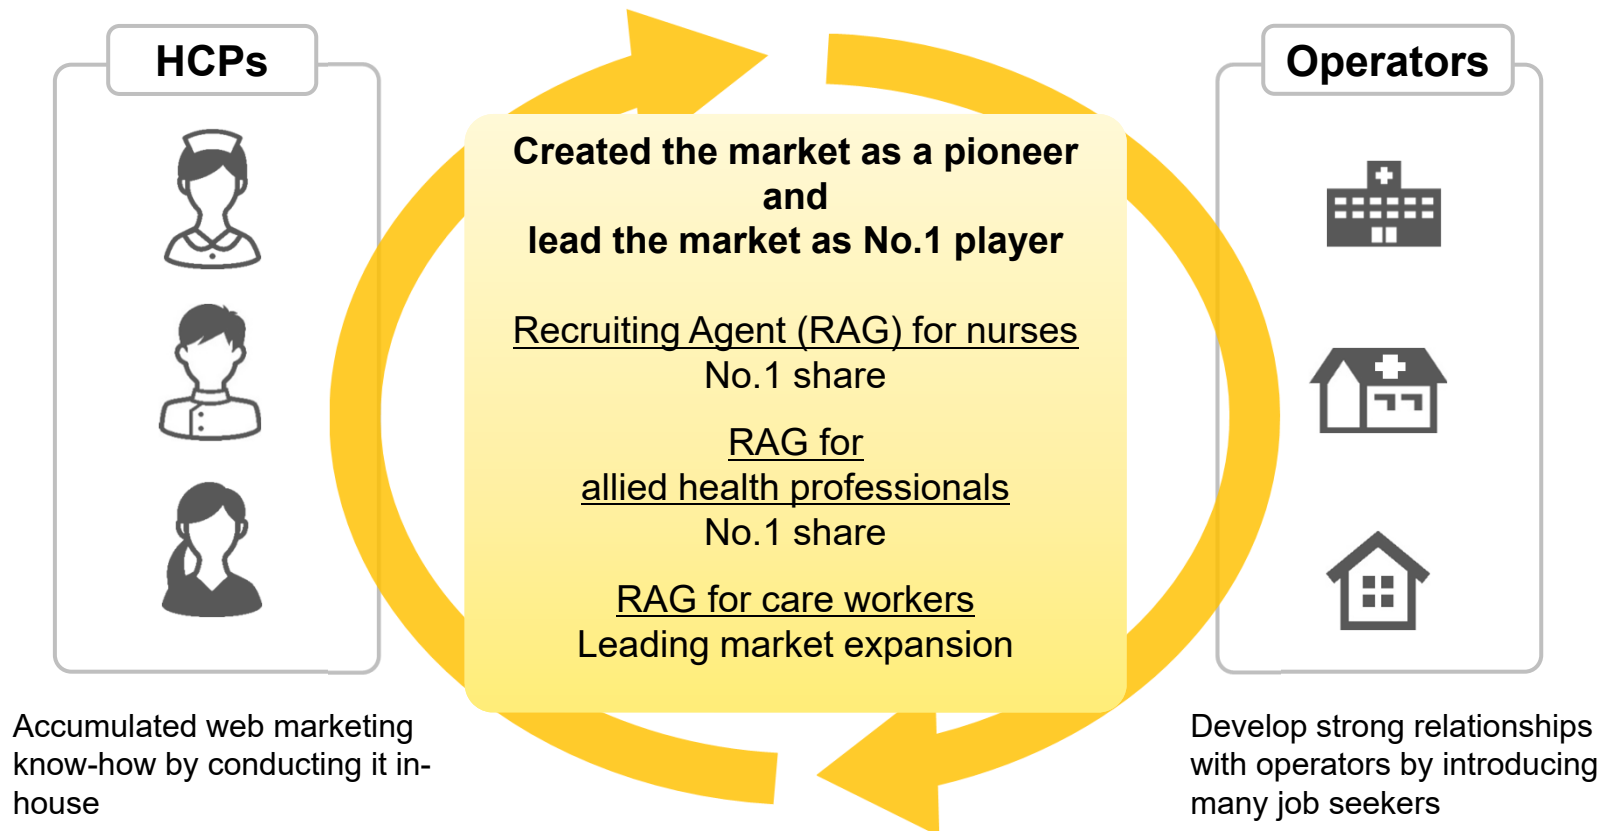 HCPs
Operators
Created the market as a pioneer
and
lead the market as No.1 player
Recruiting Agent (RAG) for nurses
No.1 share
RAG for
allied health professionals
No.1 share
RAG for care workers
Leading market expansion
Accumulated web marketing
know-how by conducting it in-
house
Develop strong relationships
with operators by introducing
many job seekers